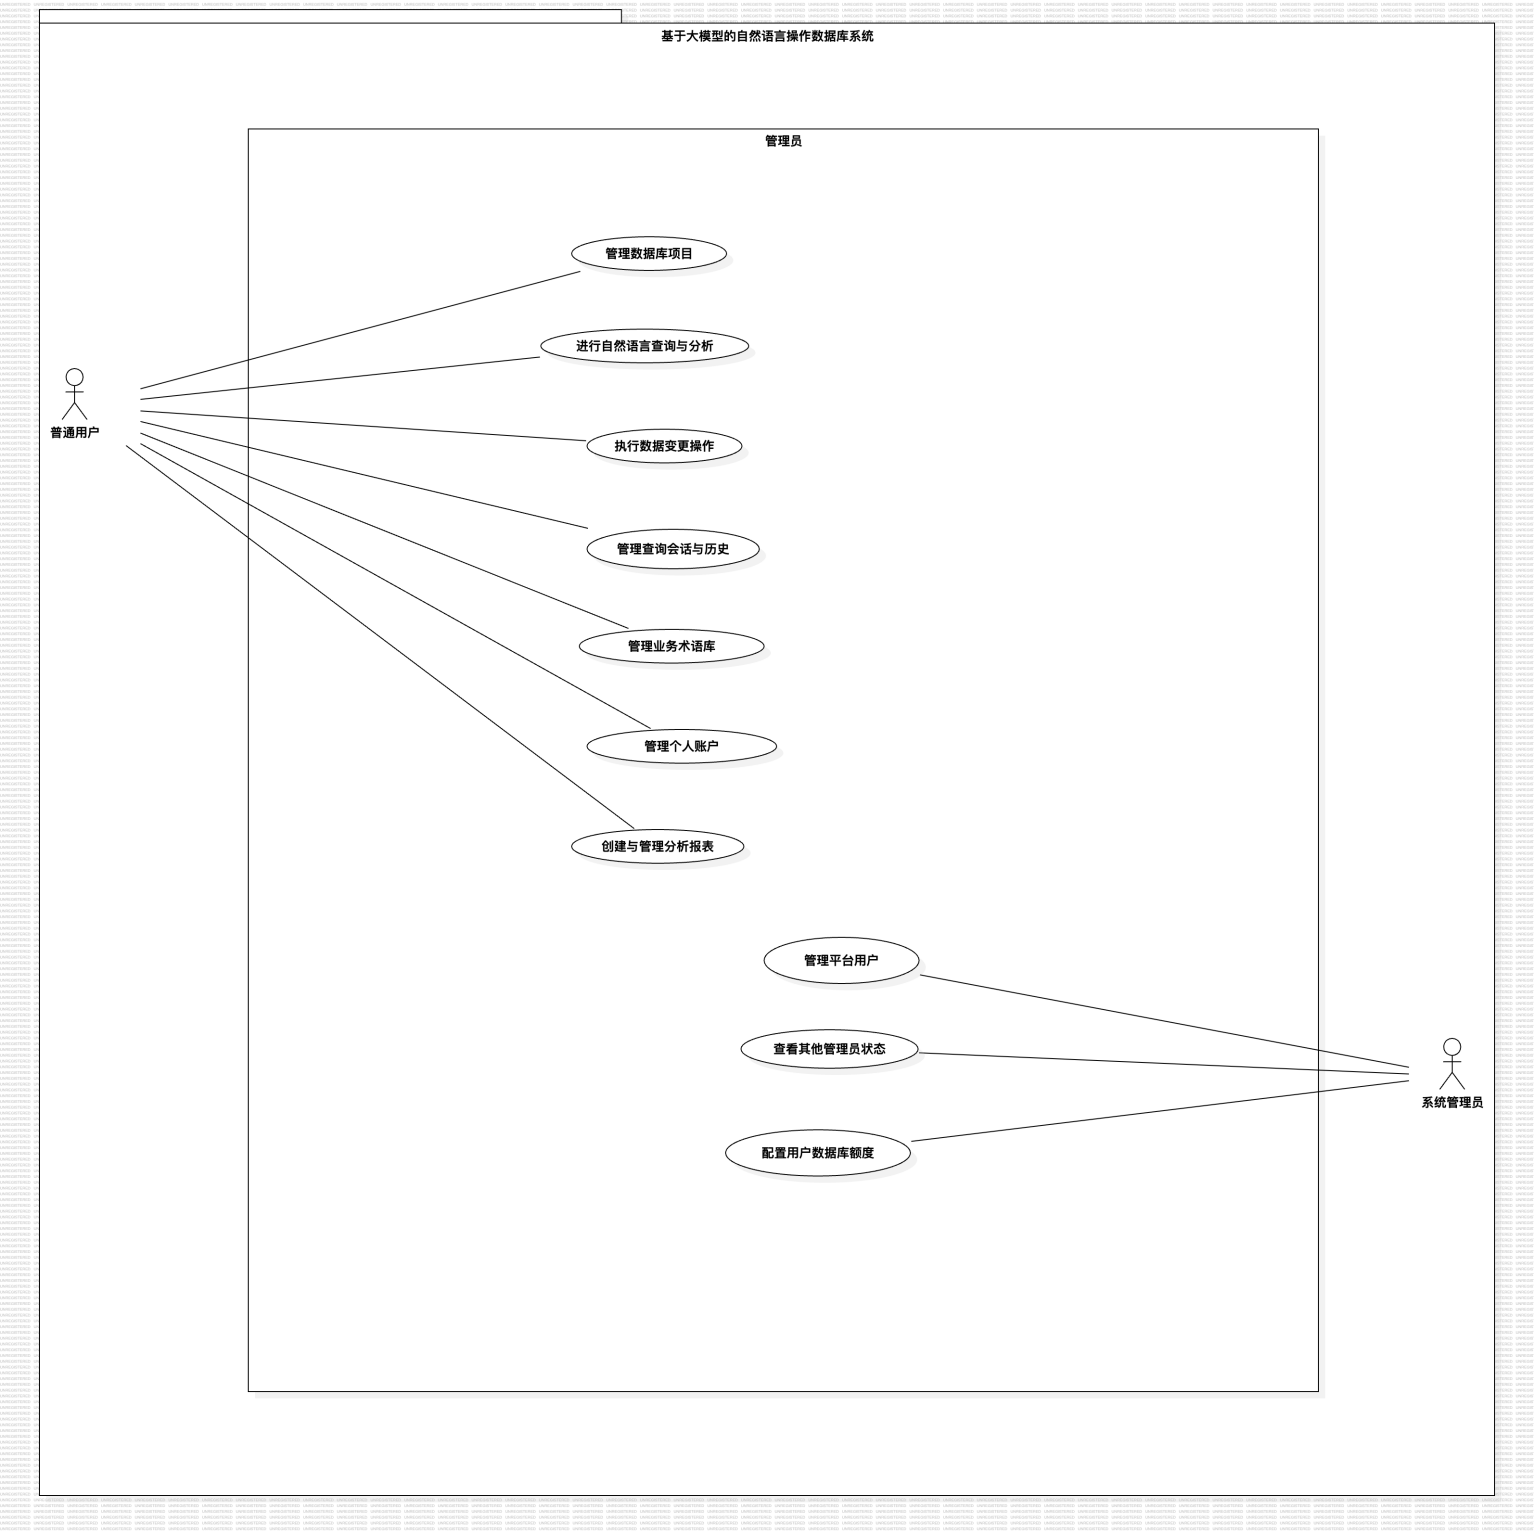 基于大模型的自然语言操作数据库系统
管理员
管理数据库项目
进行自然语言查询与分析
普通用户
执行数据变更操作
管理查询会话与历史
管理业务术语库
管理个人账户
创建与管理分析报表
管理平台用户
查看其他管理员状态
系统管理员
配置用户数据库额度